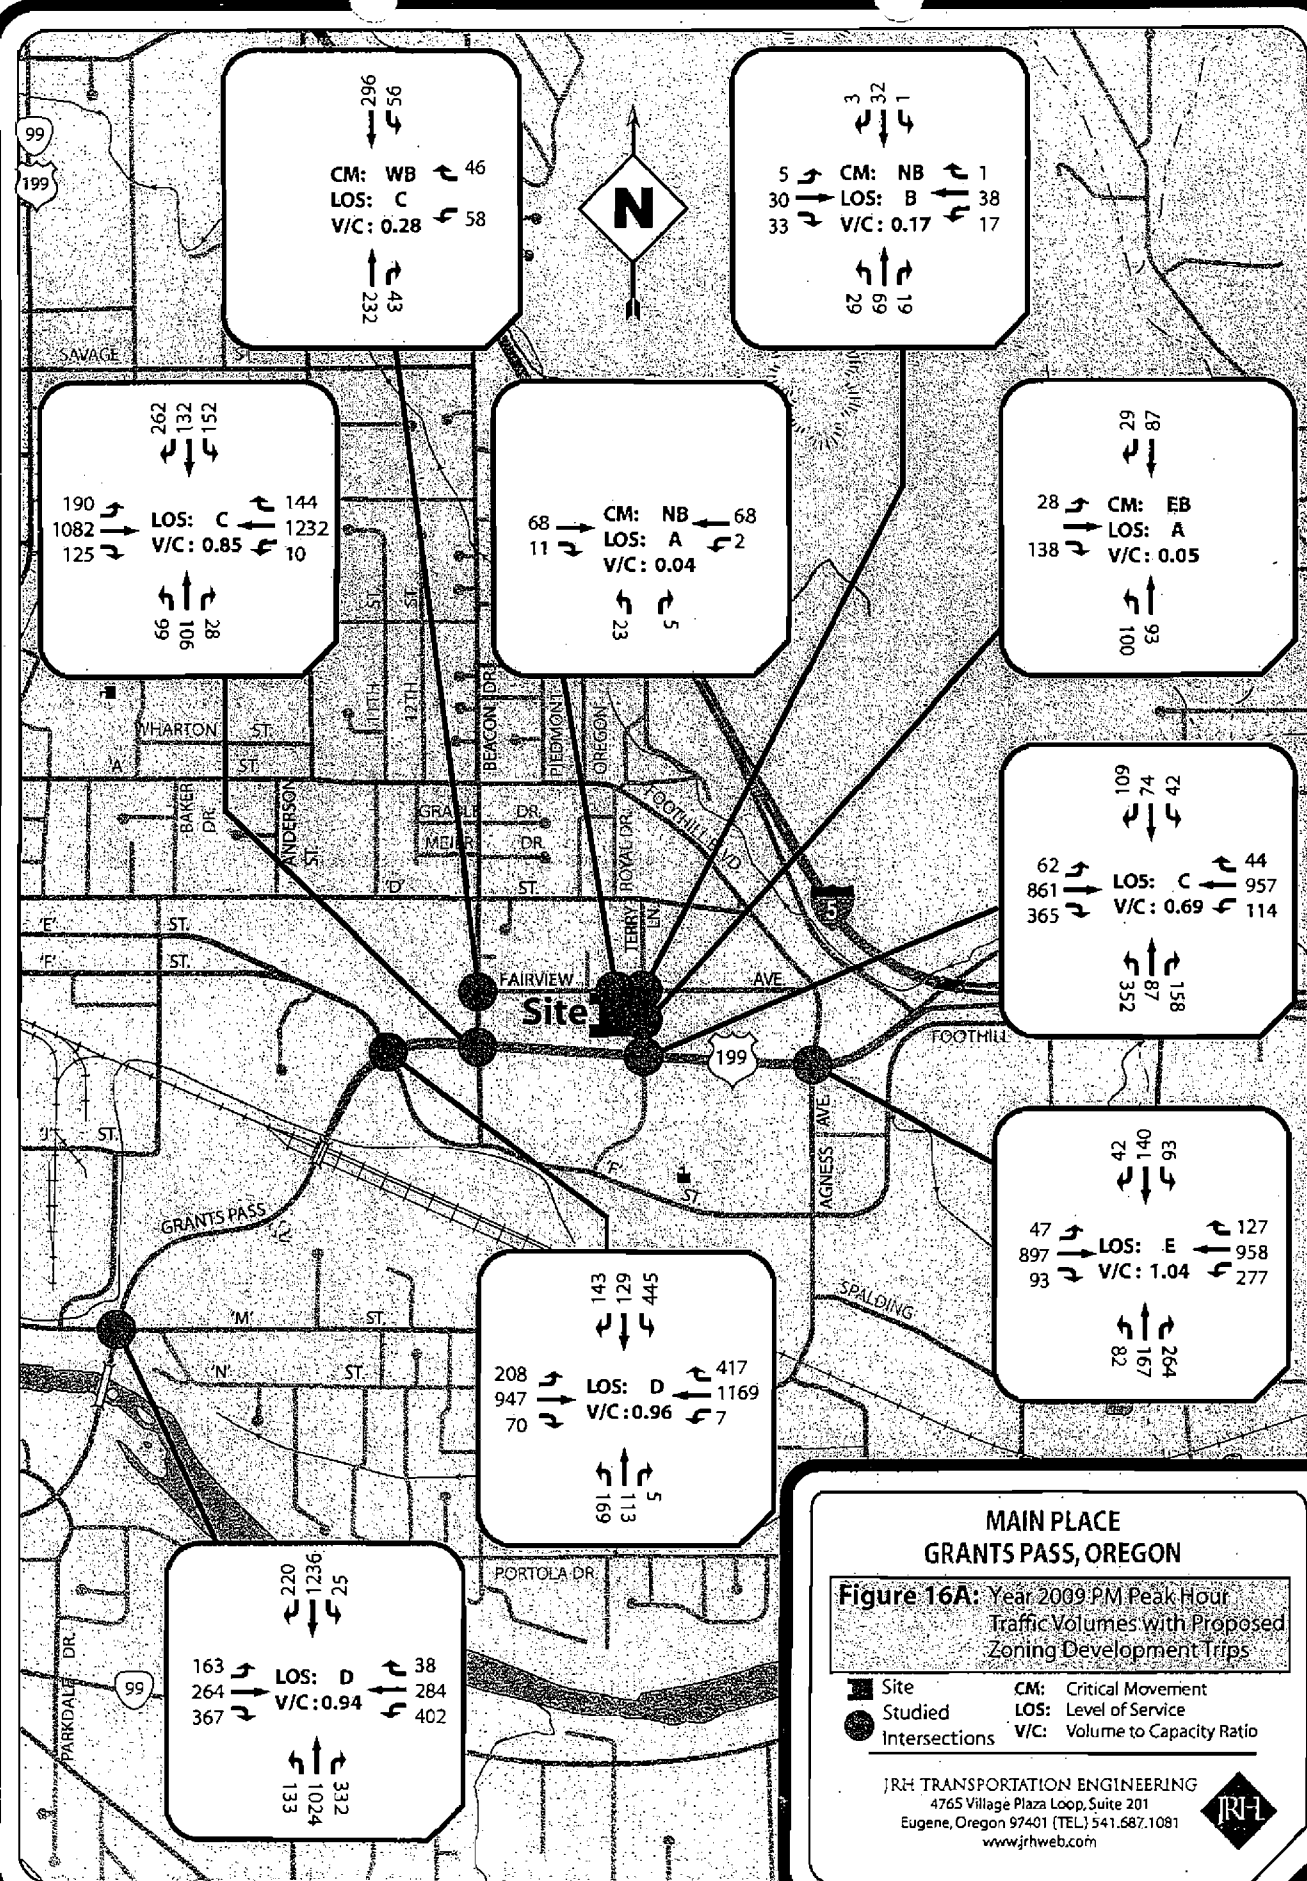 99
199
296
56
CM: WB
46
LOS: C
58
V/C: 0.28
232
43
N
3
32
1
5
CM: NB
1
30
LOS: B
38
33
V/C: 0.17
17
29
69
19
SAVAGE
ST.
262
132
152
190
144
1082
LOS: C
1232
125
V/C: 0.85
10
99
106
28
68
CM: NB
68
11
LOS: A
2
V/C: 0.04
23
5
29
87
28
CM: EB
LOS: A
138
V/C: 0.05
100
93
ST.
ST.
11TH
12TH
BEACON DR.
PIEDMONT
OREGON
WHARTON ST.
'A' ST.
BAKER DR.
ANDERSON ST.
GRABLE DR.
MEIER DR.
ROYAL DR.
FOOTHILL BLVD.
'D' ST.
JERRY LN.
5
109
74
42
62
44
861
LOS: C
957
365
V/C: 0.69
114
352
87
158
'E' ST.
'F' ST.
FAIRVIEW AVE.
Site
199
FOOTHILL
'J' ST.
'F' ST.
AGNESS AVE.
GRANTS PASS
42
140
93
47
127
897
LOS: E
958
93
V/C: 1.04
277
82
167
264
SPALDING
'M' ST.
'N' ST.
143
129
445
208
417
947
LOS: D
1169
70
V/C: 0.96
7
169
113
5
PORTOLA DR.
220
1236
25
163
38
264
LOS: D
284
367
V/C: 0.94
402
133
1024
332
PARKDALE DR.
99
MAIN PLACE
GRANTS PASS, OREGON
Figure 16A: Year 2009 PM Peak Hour
Traffic Volumes with Proposed
Zoning Development Trips
Site
CM: Critical Movement
Studied
Intersections
LOS: Level of Service
V/C: Volume to Capacity Ratio
JRH TRANSPORTATION ENGINEERING
4765 Village Plaza Loop, Suite 201
Eugene, Oregon 97401 (TEL) 541.687.1081
www.jrhweb.com
JRH